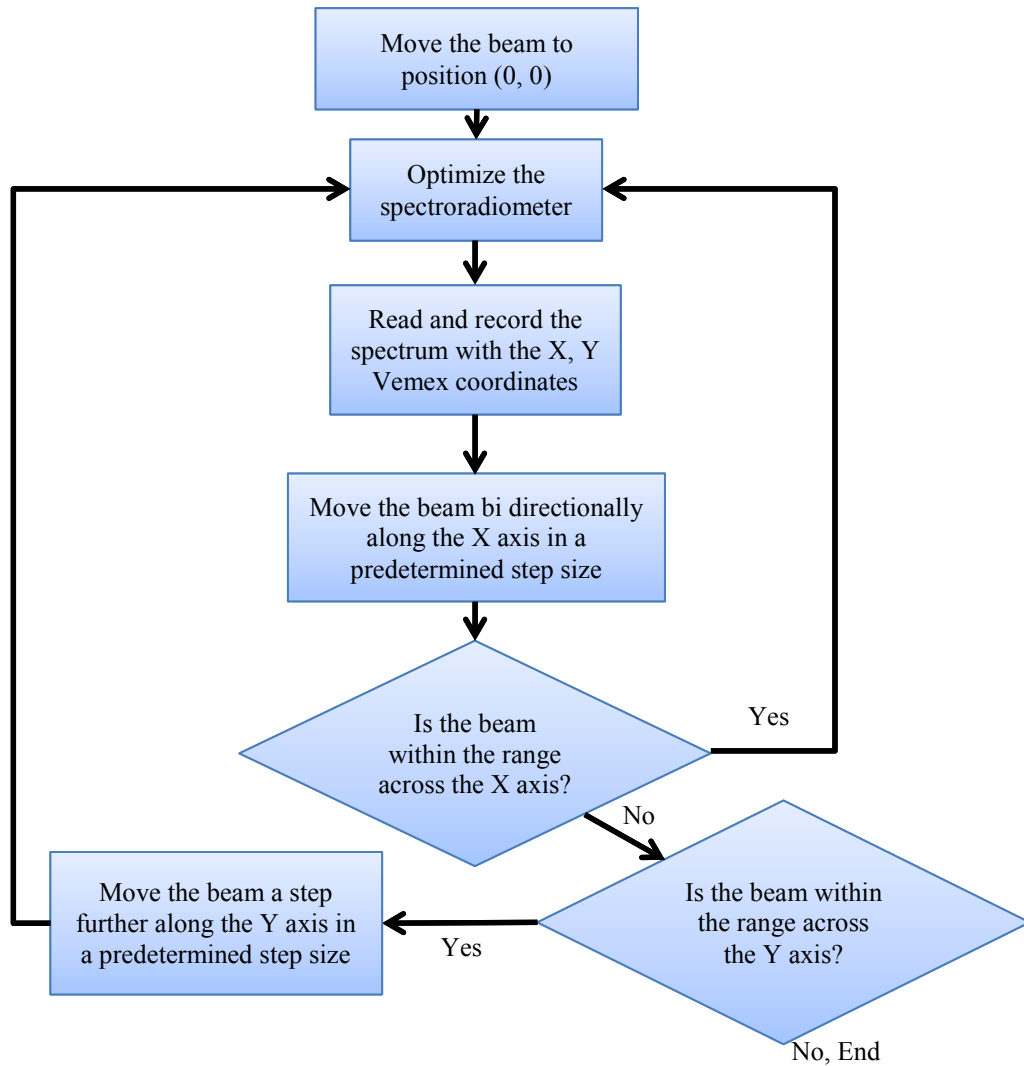 Move the beam to
position (0, 0)
Optimize the
spectroradiometer
Read and record the
spectrum with the X, Y
Vemex coordinates
Move the beam bi directionally
along the X axis in a
predetermined step size
Is the beam
within the range
across the X axis?
Yes
No
Is the beam within
the range across
the Y axis?
Yes
Move the beam a step
further along the Y axis in
a predetermined step size
No, End